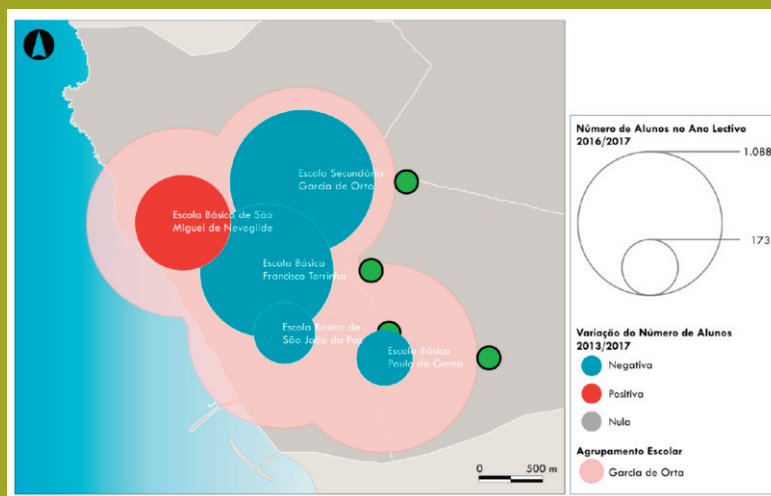 Escola Secundária
Garcia de Orta
Escola Básica de São
Miguel de Nevogilde
Escola Básica
Francisco Torrinha
Escola Básica de
São João da Foz
Escola Básica
Paulo da Gama
0 500 m
Número de Alunos no Ano Lectivo
2016/2017
1.088
173
Variação do Número de Alunos
2013/2017
Negativa
Positiva
Nula
Agrupamento Escolar
Garcia de Orta